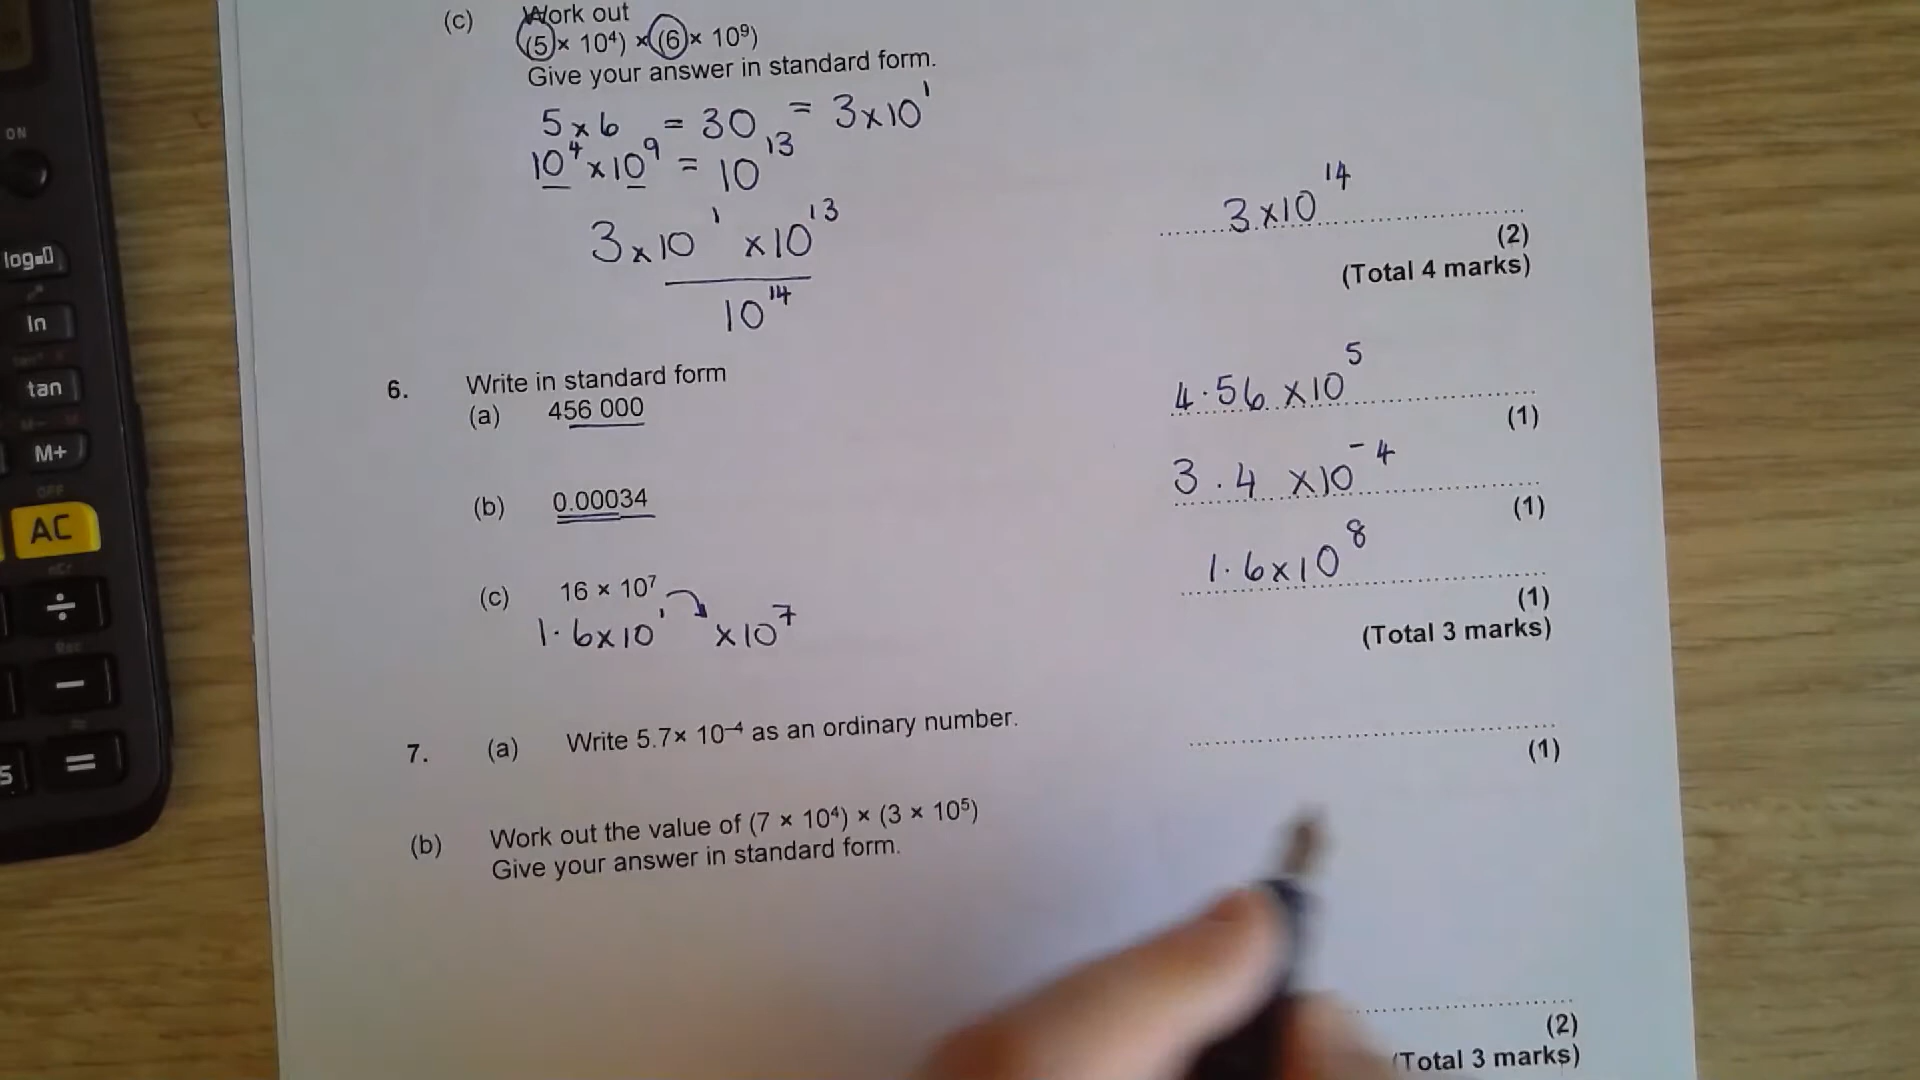 (c) Work out
(5 × 10⁴) × (6 × 10⁹)
Give your answer in standard form.
5 × 6 = 30 = 3×10¹
10⁴ × 10⁹ = 10¹³
3 × 10¹ × 10¹³
10¹⁴
3 × 10¹⁴
(2)
(Total 4 marks)
6. Write in standard form
(a) 456 000
4.56 × 10⁵
(1)
(b) 0.00034
3.4 × 10⁻⁴
(1)
(c) 16 × 10⁷
1.6 × 10¹ × 10⁷
1.6 × 10⁸
(1)
(Total 3 marks)
7. (a) Write 5.7× 10⁻⁴ as an ordinary number.
(1)
(b) Work out the value of (7 × 10⁴) × (3 × 10⁵)
Give your answer in standard form.
(2)
(Total 3 marks)
ON
log
ln
tan
M+
OFF
AC
÷
−
=